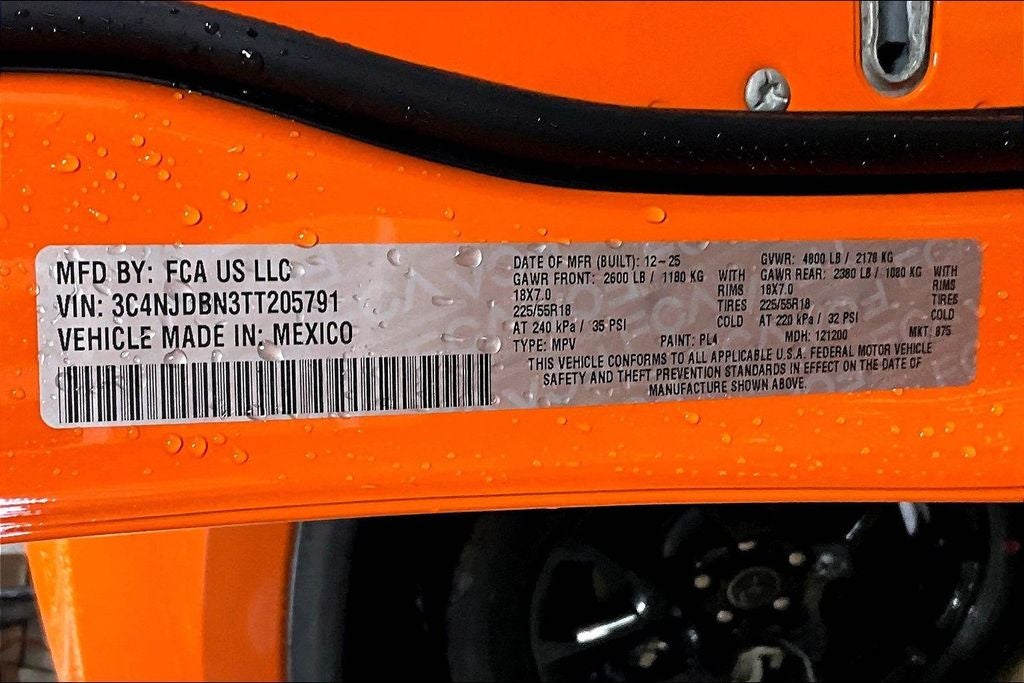 MFD BY: FCA US LLC
VIN: 3C4NJDBN3TT205791
VEHICLE MADE IN: MEXICO
DATE OF MFR (BUILT): 12-25
GVWR: 4800 LB / 2178 KG
GAWR FRONT: 2600 LB / 1180 KG WITH
18X7.0 RIMS
225/55R18 TIRES
AT 240 kPa / 35 PSI COLD
GAWR REAR: 2380 LB / 1080 KG WITH
18X7.0 RIMS
225/55R18 TIRES
AT 220 kPa / 32 PSI COLD
TYPE: MPV PAINT: PL4 MDH: 121200 MKT: 875
THIS VEHICLE CONFORMS TO ALL APPLICABLE U.S.A. FEDERAL MOTOR VEHICLE
SAFETY AND THEFT PREVENTION STANDARDS IN EFFECT ON THE DATE OF
MANUFACTURE SHOWN ABOVE.